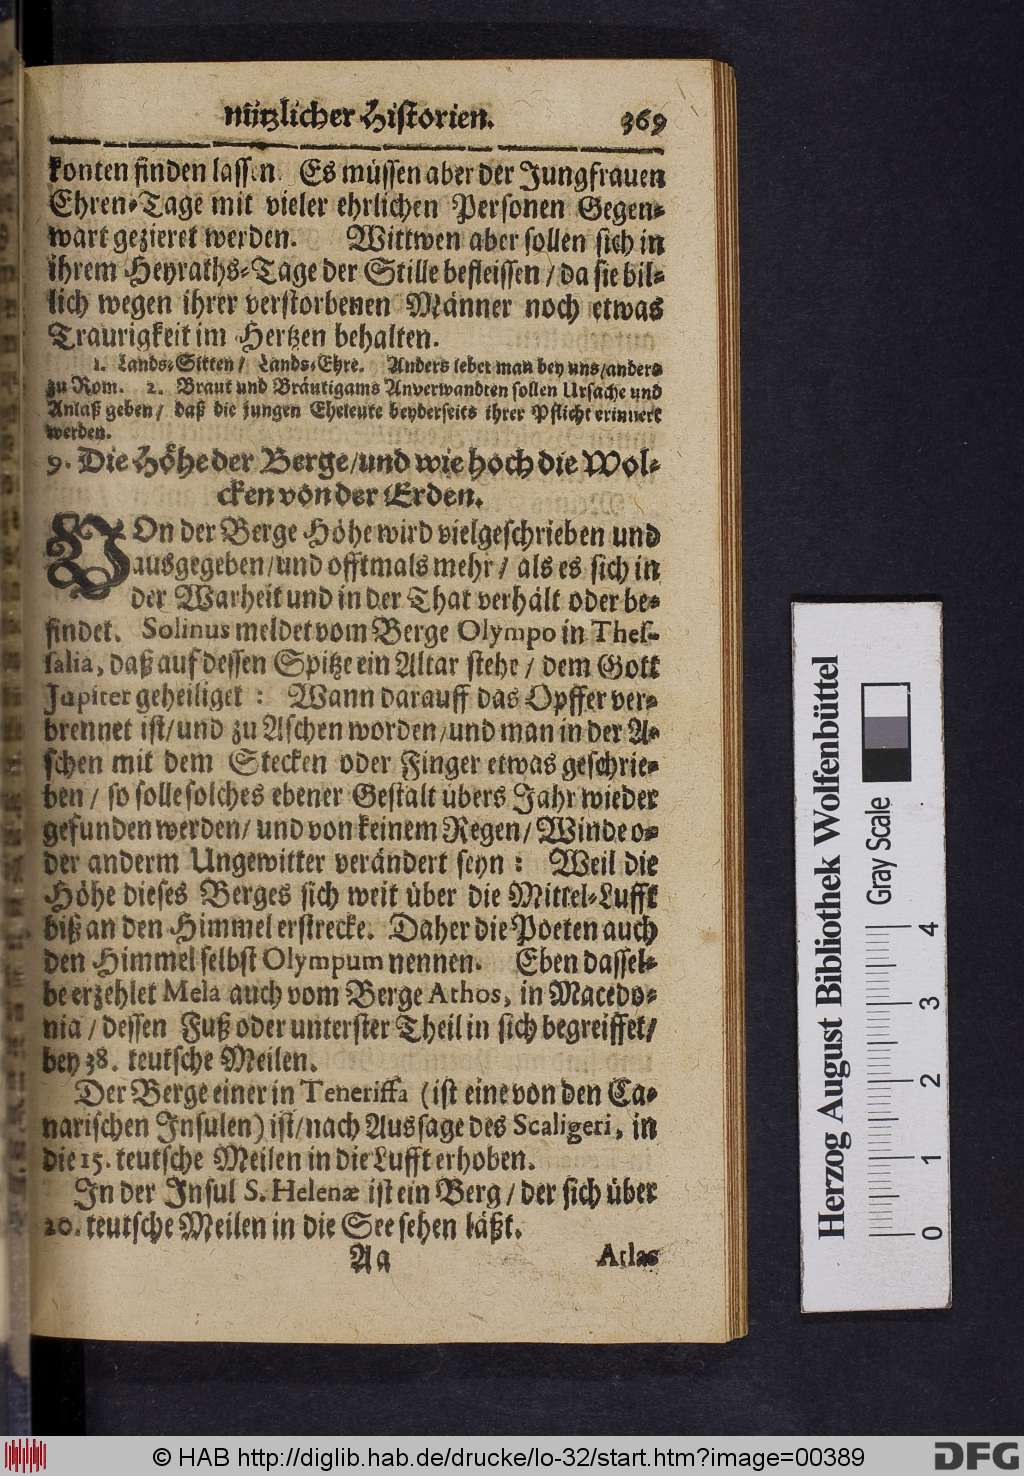 nützlicher Historien. 369
konten finden lassen. Es müssen aber der Jungfrauen
Ehren-Tage mit vieler ehrlichen Personen Gegen-
wart gezieret werden. Wittwen aber sollen sich in
ihrem Heyraths-Tage der Stille befleissen / da sie bil-
lich wegen ihrer verstorbenen Männer noch etwas
Traurigkeit im Hertzen behalten.
1. Lands-Sitten / Lands-Ehre. Anders lebet man bey uns / anders
zu Rom. 2. Braut und Bräutigams Anverwandten sollen Ursache und
Anlaß geben / daß die jungen Eheleute beyderseits ihrer Pflicht erinnert
werden.
9. Die Höhe der Berge / und wie hoch die Wol-
cken von der Erden.
VOn der Berge Höhe wird viel geschrieben und
ausgegeben / und offtmals mehr / als es sich in
der Warheit und in der That verhält oder be-
findet. Solinus meldet vom Berge Olympo in Thes-
salia, daß auf dessen Spitze ein Altar stehe / dem Gott
Jupiter geheiliget : Wann darauff das Opffer ver-
brennet ist / und zu Aschen worden / und man in der A-
schen mit dem Stecken oder Finger etwas geschrie-
ben / so solle solches ebener Gestalt übers Jahr wieder
gefunden werden / und von keinem Regen / Winde o-
der anderm Ungewitter verändert seyn : Weil die
Höhe dieses Berges sich weit über die Mittel-Lufft
biß an den Himmel erstrecke. Daher die Poeten auch
den Himmel selbst Olympum nennen. Eben dassel-
be erzehlet Mela auch vom Berge Athos, in Macedo-
nia / dessen Fuß oder unterster Theil in sich begreiffet /
bey 38. teutsche Meilen.
Der Berge einer in Teneriffa (ist eine von den Ca-
narischen Insulen) ist / nach Aussage des Scaligeri, in
die 15. teutsche Meilen in die Lufft erhoben.
In der Insul S. Helenæ ist ein Berg / der sich über
20. teutsche Meilen in die See sehen läßt.
Aa Atlas
Herzog August Bibliothek Wolfenbüttel
Gray Scale
0 1 2 3 4
© HAB http://diglib.hab.de/drucke/lo-32/start.htm?image=00389
DFG